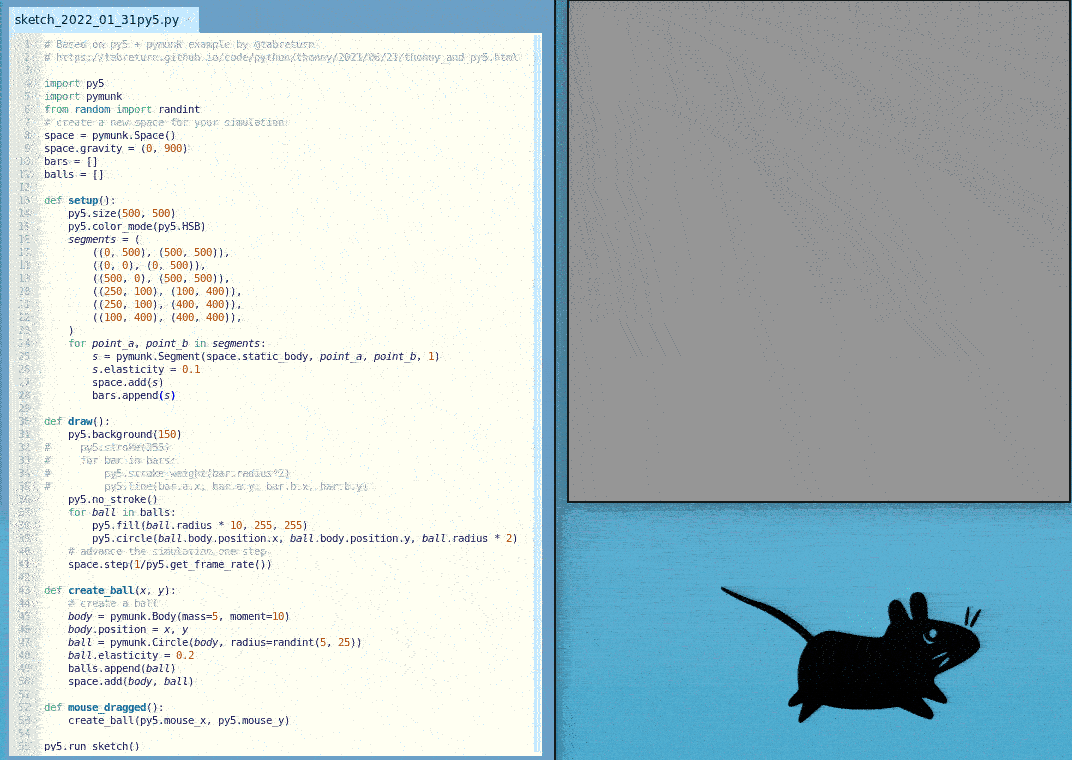 sketch_2022_01_31py5.py
1 # Based on py5 + pymunk example by @tabreturn
2 # https://tabreturn.github.io/code/python/thonny/2021/06/21/thonny_and_py5.html
3
4 import py5
5 import pymunk
6 from random import randint
7 # create a new space for your simulation
8 space = pymunk.Space()
9 space.gravity = (0, 900)
10 bars = []
11 balls = []
12
13 def setup():
14     py5.size(500, 500)
15     py5.color_mode(py5.HSB)
16     segments = (
17         ((0, 500), (500, 500)),
18         ((0, 0), (0, 500)),
19         ((500, 0), (500, 500)),
20         ((250, 100), (100, 400)),
21         ((250, 100), (400, 400)),
22         ((100, 400), (400, 400)),
23     )
24     for point_a, point_b in segments:
25         s = pymunk.Segment(space.static_body, point_a, point_b, 1)
26         s.elasticity = 0.1
27         space.add(s)
28         bars.append(s)
29
30 def draw():
31     py5.background(150)
32 #     py5.stroke(255)
33 #     for bar in bars:
34 #         py5.stroke_weight(bar.radius*2)
35 #         py5.line(bar.a.x, bar.a.y, bar.b.x, bar.b.y)
36     py5.no_stroke()
37     for ball in balls:
38         py5.fill(ball.radius * 10, 255, 255)
39         py5.circle(ball.body.position.x, ball.body.position.y, ball.radius * 2)
40     # advance the simulation one step
41     space.step(1/py5.get_frame_rate())
42
43 def create_ball(x, y):
44     # create a ball
45     body = pymunk.Body(mass=5, moment=10)
46     body.position = x, y
47     ball = pymunk.Circle(body, radius=randint(5, 25))
48     ball.elasticity = 0.2
49     balls.append(ball)
50     space.add(body, ball)
51
52 def mouse_dragged():
53     create_ball(py5.mouse_x, py5.mouse_y)
54
55 py5.run_sketch()